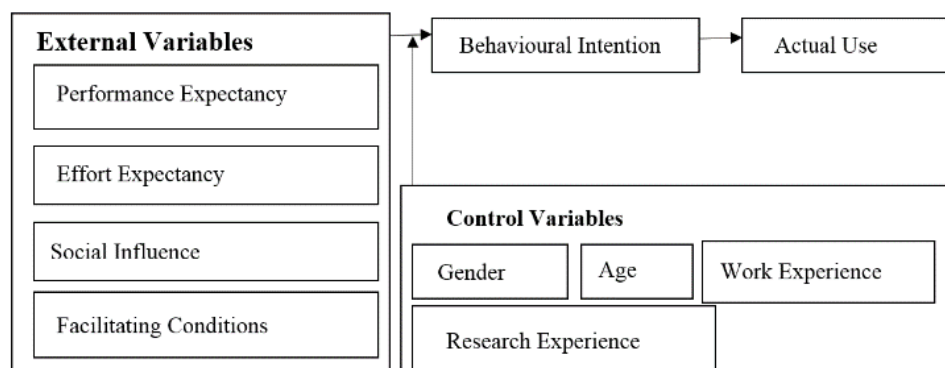 External Variables
Performance Expectancy
Effort Expectancy
Social Influence
Facilitating Conditions
Behavioural Intention
Actual Use
Control Variables
Gender
Age
Work Experience
Research Experience